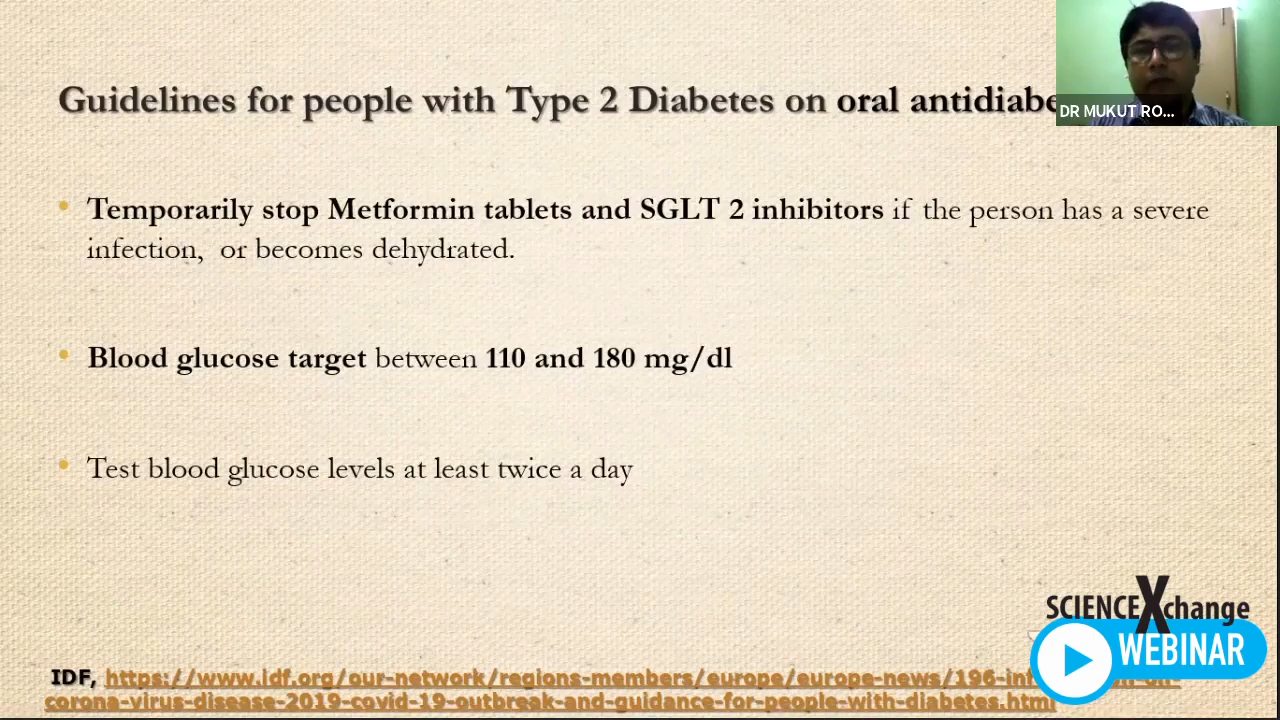 Guidelines for people with Type 2 Diabetes on oral antidiabe
DR MUKUT RO...
• Temporarily stop Metformin tablets and SGLT 2 inhibitors if the person has a severe
infection, or becomes dehydrated.
• Blood glucose target between 110 and 180 mg/dl
• Test blood glucose levels at least twice a day
SCIENCEXchange
WEBINAR
IDF, https://www.idf.org/our-network/regions-members/europe/europe-news/196-inf
corona-virus-disease-2019-covid-19-outbreak-and-guidance-for-people-with-diabetes.html